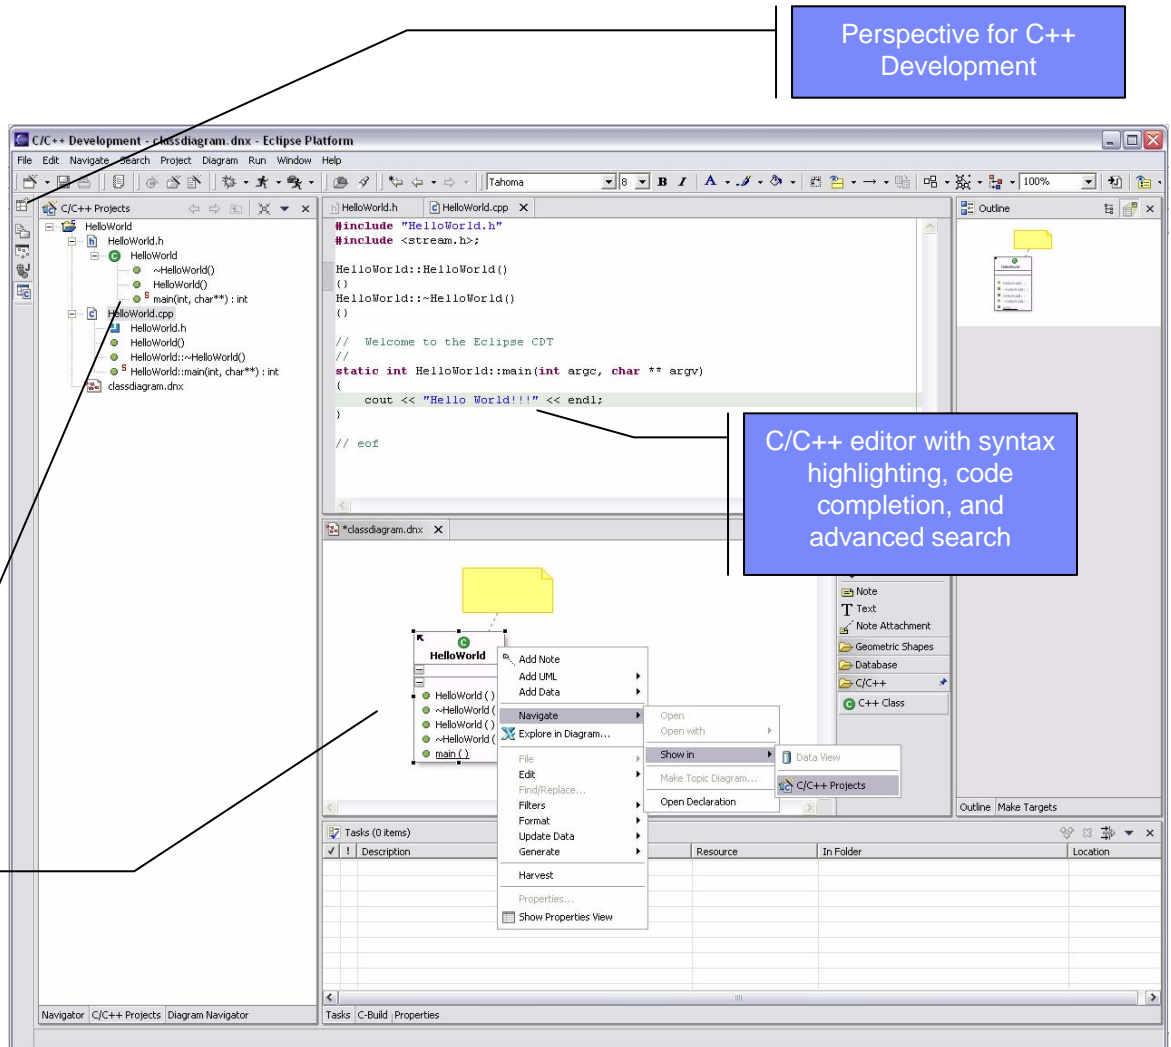 Perspective for C++
Development
C/C++ Development - classdiagram.dnx - Eclipse Platform
File Edit Navigate Search Project Diagram Run Window Help
Tahoma 8 B I A 100%
C/C++ Projects
HelloWorld
HelloWorld.h
HelloWorld
~HelloWorld()
HelloWorld()
main(int, char**) : int
HelloWorld.cpp
HelloWorld.h
HelloWorld()
HelloWorld::~HelloWorld()
HelloWorld::main(int, char**) : int
classdiagram.dnx
Navigator C/C++ Projects Diagram Navigator
HelloWorld.h HelloWorld.cpp
#include "HelloWorld.h"
#include <stream.h>;
HelloWorld::HelloWorld()
{}
HelloWorld::~HelloWorld()
{}
// Welcome to the Eclipse CDT
//
static int HelloWorld::main(int argc, char ** argv)
{
cout << "Hello World!!!" << endl;
}
// eof
C/C++ editor with syntax
highlighting, code
completion, and
advanced search
Outline
Outline Make Targets
*classdiagram.dnx
HelloWorld
HelloWorld ( )
~HelloWorld (
HelloWorld ( )
~HelloWorld (
main ( )
Add Note
Add UML
Add Data
Navigate
Explore in Diagram...
File
Edit
Find/Replace...
Filters
Format
Update Data
Generate
Harvest
Properties...
Show Properties View
Open
Open with
Show in
Make Topic Diagram...
Open Declaration
Data View
C/C++ Projects
Note
Text
Note Attachment
Geometric Shapes
Database
C/C++
C++ Class
Tasks (0 items)
! Description Resource In Folder Location
Tasks C-Build Properties